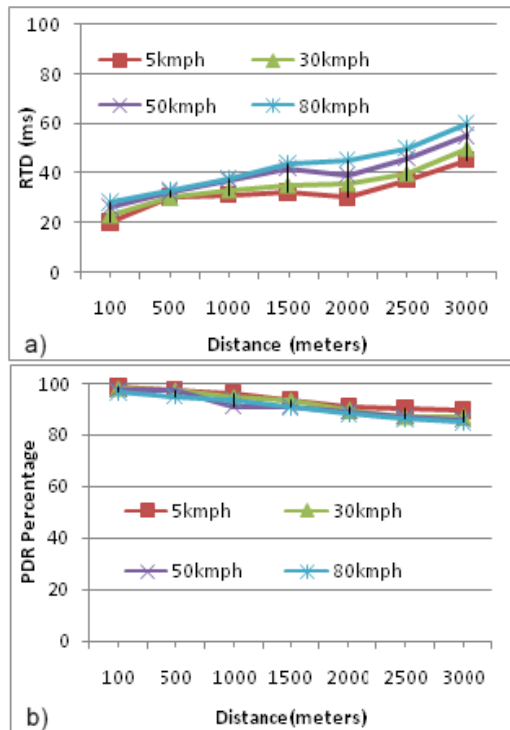 100
5kmph 30kmph
80
50kmph 80kmph
60
RTD (ms)
40
20
0
100 500 1000 1500 2000 2500 3000
a) Distance (meters)
100
80
PDR Percentage
60
5kmph 30kmph
40
50kmph 80kmph
20
0
100 500 1000 1500 2000 2500 3000
b) Distance(meters)